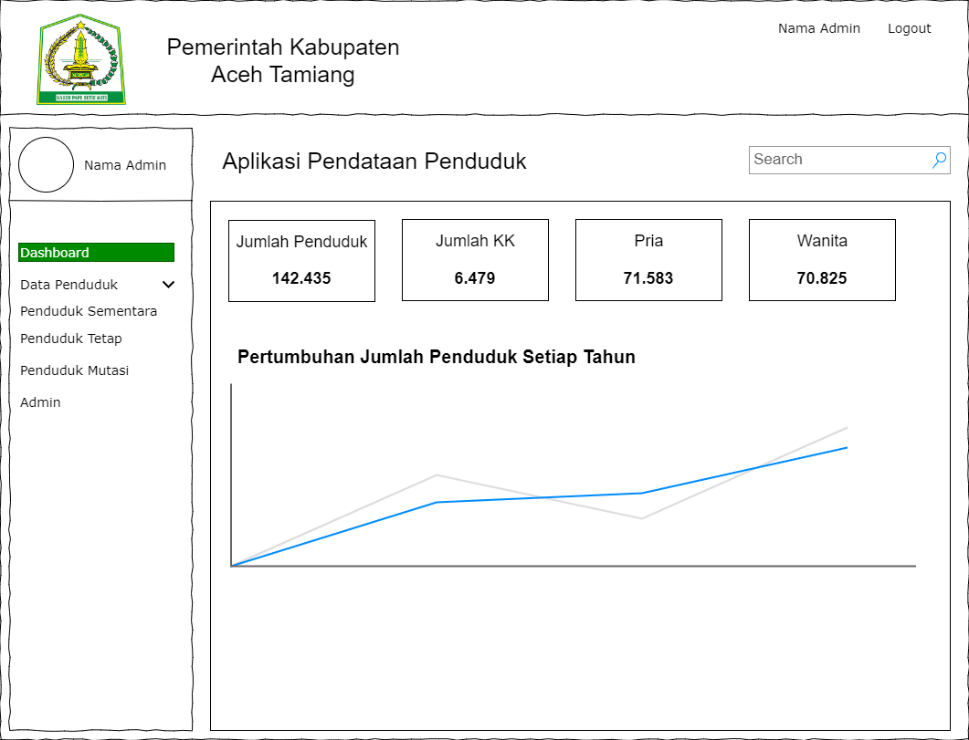 Nama Admin
Logout
Pemerintah Kabupaten
Aceh Tamiang
Nama Admin
Aplikasi Pendataan Penduduk
Search
Dashboard
Data Penduduk
Penduduk Sementara
Penduduk Tetap
Penduduk Mutasi
Admin
Jumlah Penduduk
142.435
Jumlah KK
6.479
Pria
71.583
Wanita
70.825
Pertumbuhan Jumlah Penduduk Setiap Tahun